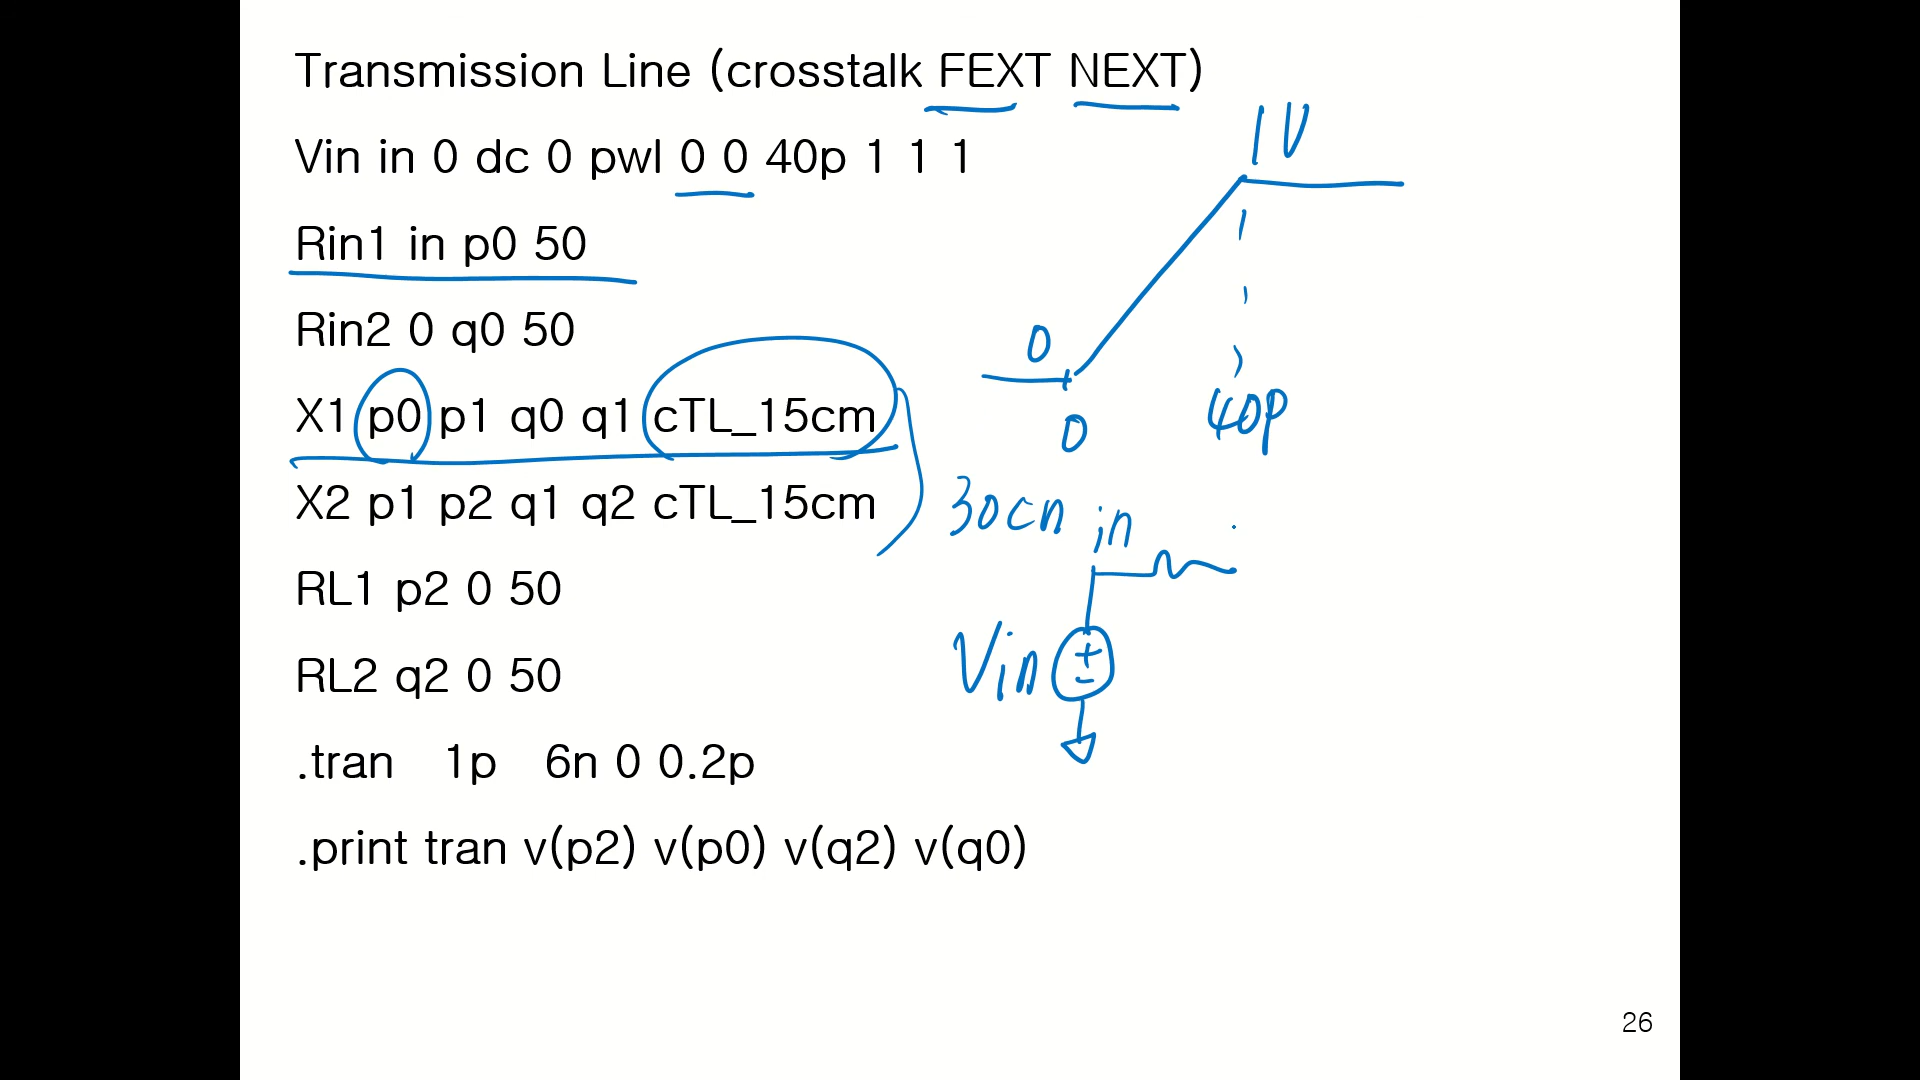 Transmission Line (crosstalk FEXT NEXT)
1V
Vin in 0 dc 0 pwl 0 0 40p 1 1 1
Rin1 in p0 50
Rin2 0 q0 50
0
X1 p0 p1 q0 q1 cTL_15cm
0
40p
X2 p1 p2 q1 q2 cTL_15cm
30cm
in
RL1 p2 0 50
RL2 q2 0 50
Vin
+
-
.tran 1p 6n 0 0.2p
.print tran v(p2) v(p0) v(q2) v(q0)
26